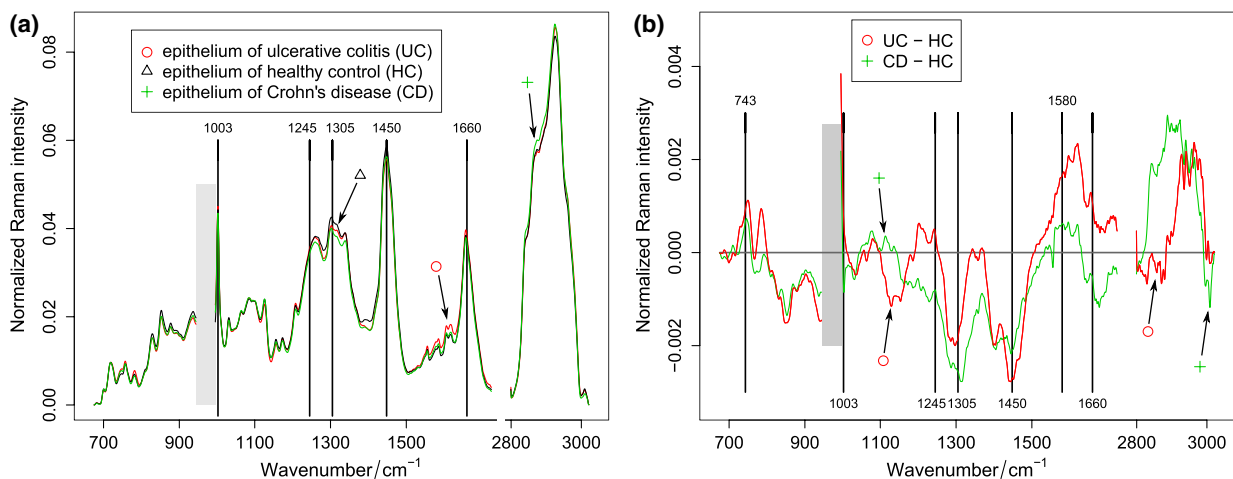 (a)
Normalized Raman intensity
0.00 0.02 0.04 0.06 0.08
epithelium of ulcerative colitis (UC)
epithelium of healthy control (HC)
epithelium of Crohn's disease (CD)
1003 1245 1305 1450 1660
700 900 1100 1300 1500 2800 3000
Wavenumber/cm⁻¹
(b)
Normalized Raman intensity
−0.002 0.000 0.002 0.004
UC − HC
CD − HC
743 1580
1003 1245 1305 1450 1660
700 900 1100 1300 1500 2800 3000
Wavenumber/cm⁻¹